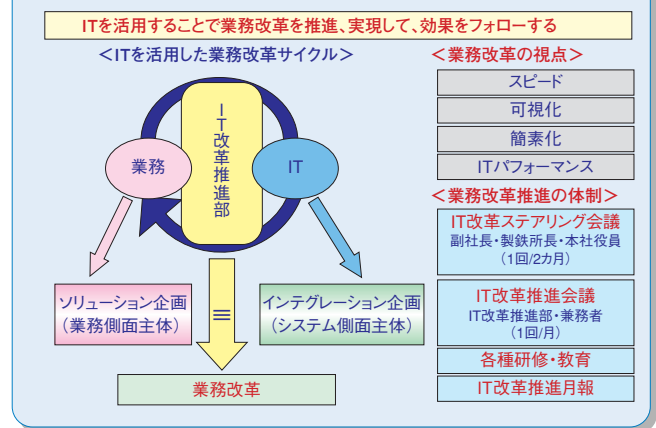 ITを活用することで業務改革を推進、実現して、効果をフォローする
＜ITを活用した業務改革サイクル＞
業務
IT改革推進部
IT
ソリューション企画
（業務側面主体）
≡
インテグレーション企画
（システム側面主体）
業務改革
＜業務改革の視点＞
スピード
可視化
簡素化
ITパフォーマンス
＜業務改革推進の体制＞
IT改革ステアリング会議
副社長・製鉄所長・本社役員
（1回/2カ月）
IT改革推進会議
IT改革推進部・兼務者
（1回/月）
各種研修・教育
IT改革推進月報